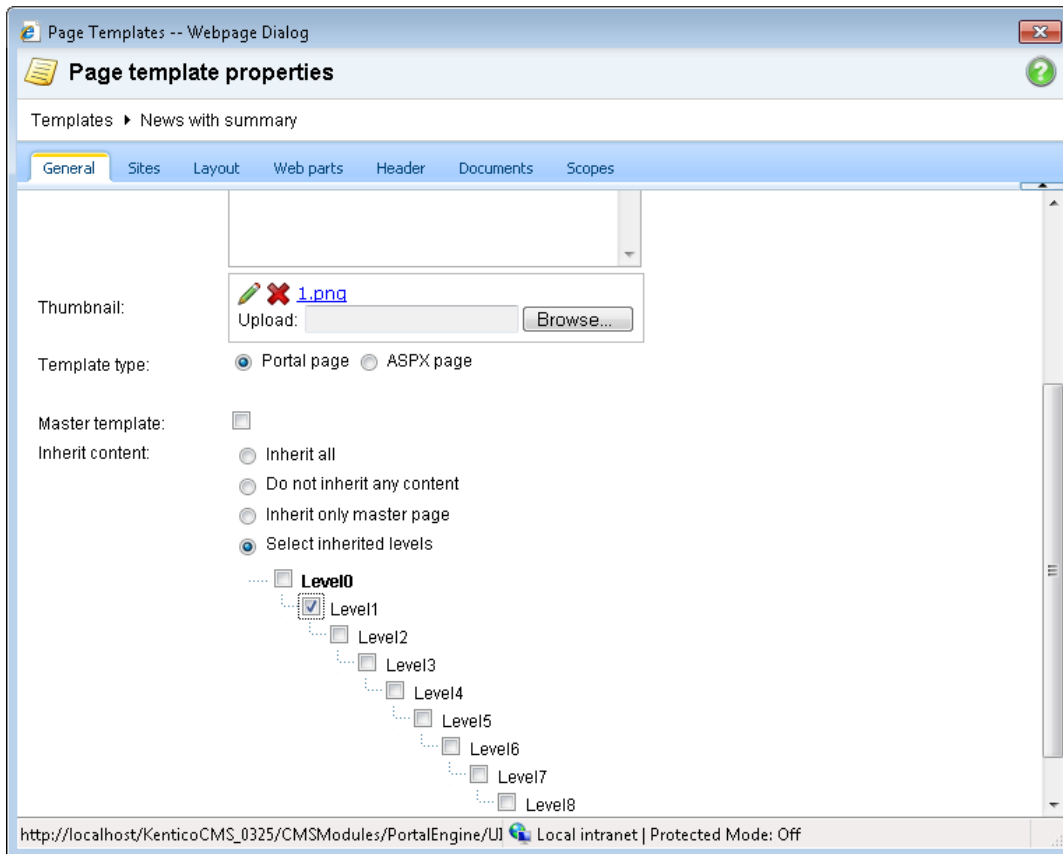 Page Templates -- Webpage Dialog
Page template properties
Templates ▸ News with summary
General Sites Layout Web parts Header Documents Scopes
Thumbnail:
1.png
Upload: Browse...
Template type: Portal page ASPX page
Master template:
Inherit content: Inherit all
Do not inherit any content
Inherit only master page
Select inherited levels
Level0
Level1
Level2
Level3
Level4
Level5
Level6
Level7
Level8
http://localhost/KenticoCMS_0325/CMSModules/PortalEngine/UI Local intranet | Protected Mode: Off